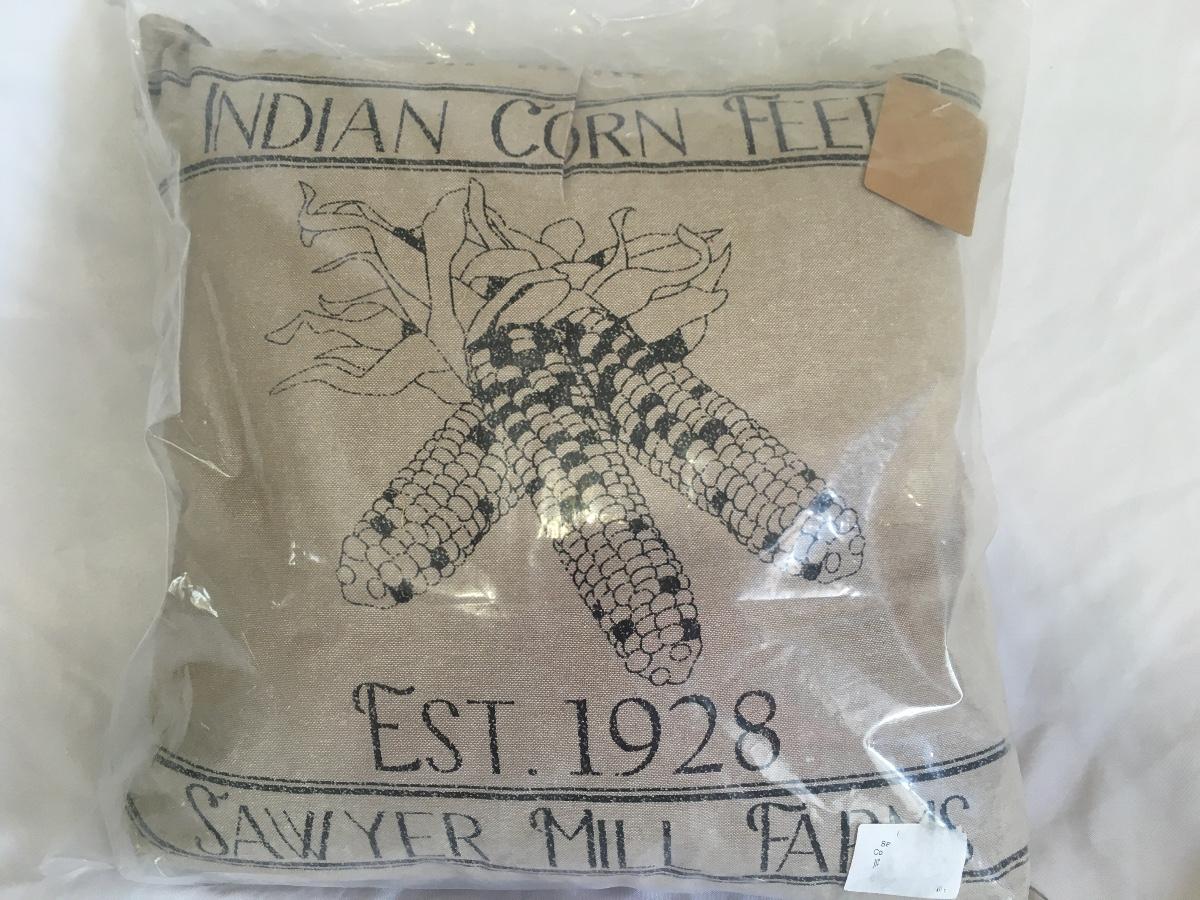 INDIAN CORN FEED
EST. 1928
SAWYER MILL FARMS